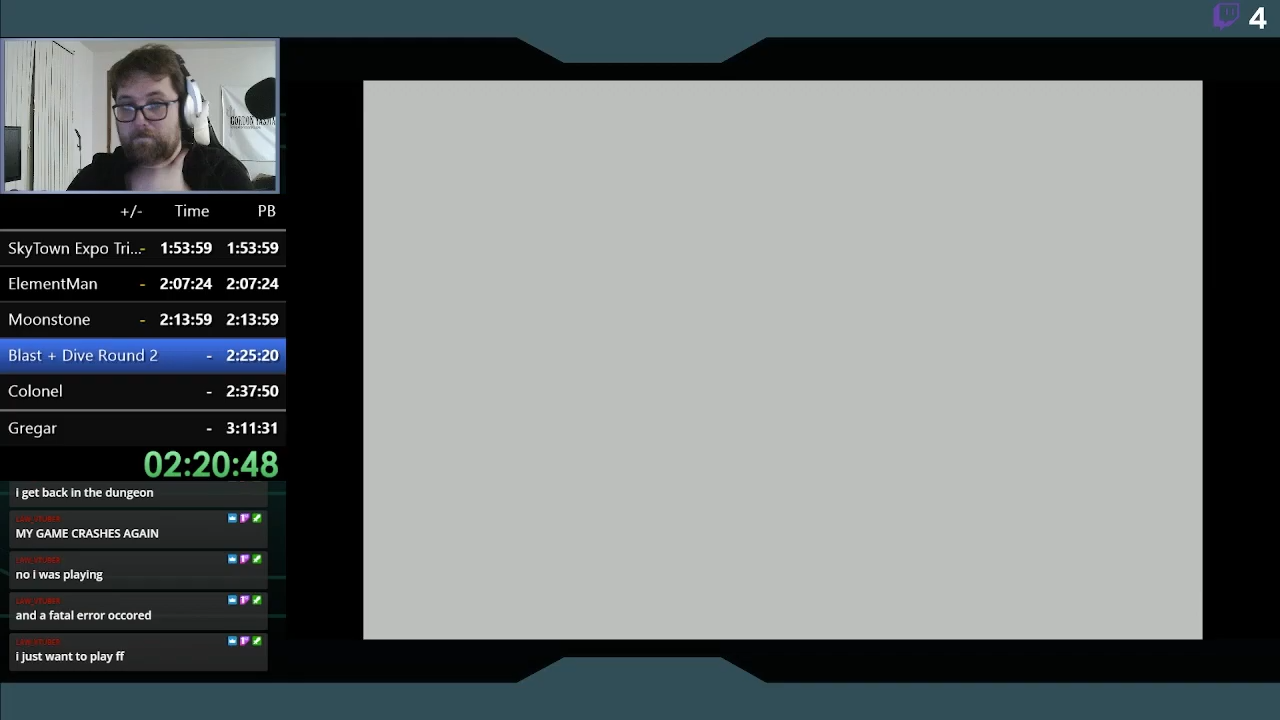 4
+/- Time PB
SkyTown Expo Tri... - 1:53:59 1:53:59
ElementMan - 2:07:24 2:07:24
Moonstone - 2:13:59 2:13:59
Blast + Dive Round 2 - 2:25:20
Colonel - 2:37:50
Gregar - 3:11:31
02:20:48
i get back in the dungeon
MY GAME CRASHES AGAIN
no i was playing
and a fatal error occored
i just want to play ff